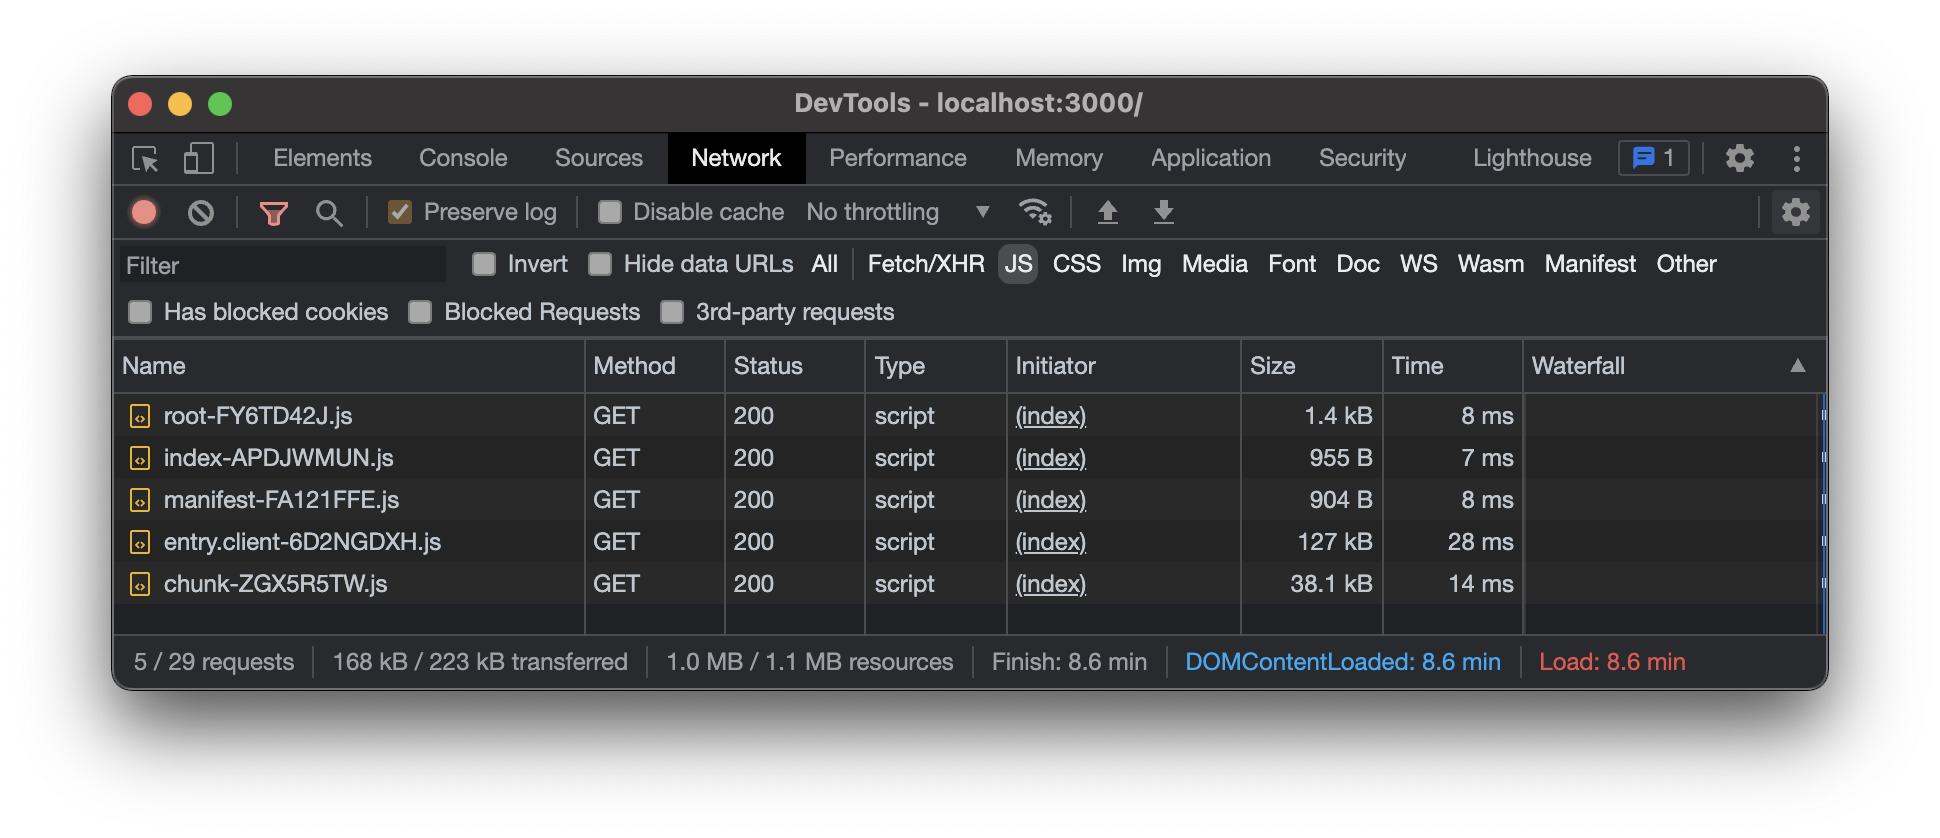 DevTools - localhost:3000/
Elements Console Sources Network Performance Memory Application Security Lighthouse 1
Preserve log Disable cache No throttling
Filter Invert Hide data URLs All Fetch/XHR JS CSS Img Media Font Doc WS Wasm Manifest Other
Has blocked cookies Blocked Requests 3rd-party requests
Name Method Status Type Initiator Size Time Waterfall
root-FY6TD42J.js GET 200 script (index) 1.4 kB 8 ms
index-APDJWMUN.js GET 200 script (index) 955 B 7 ms
manifest-FA121FFE.js GET 200 script (index) 904 B 8 ms
entry.client-6D2NGDXH.js GET 200 script (index) 127 kB 28 ms
chunk-ZGX5R5TW.js GET 200 script (index) 38.1 kB 14 ms
5 / 29 requests 168 kB / 223 kB transferred 1.0 MB / 1.1 MB resources Finish: 8.6 min DOMContentLoaded: 8.6 min Load: 8.6 min